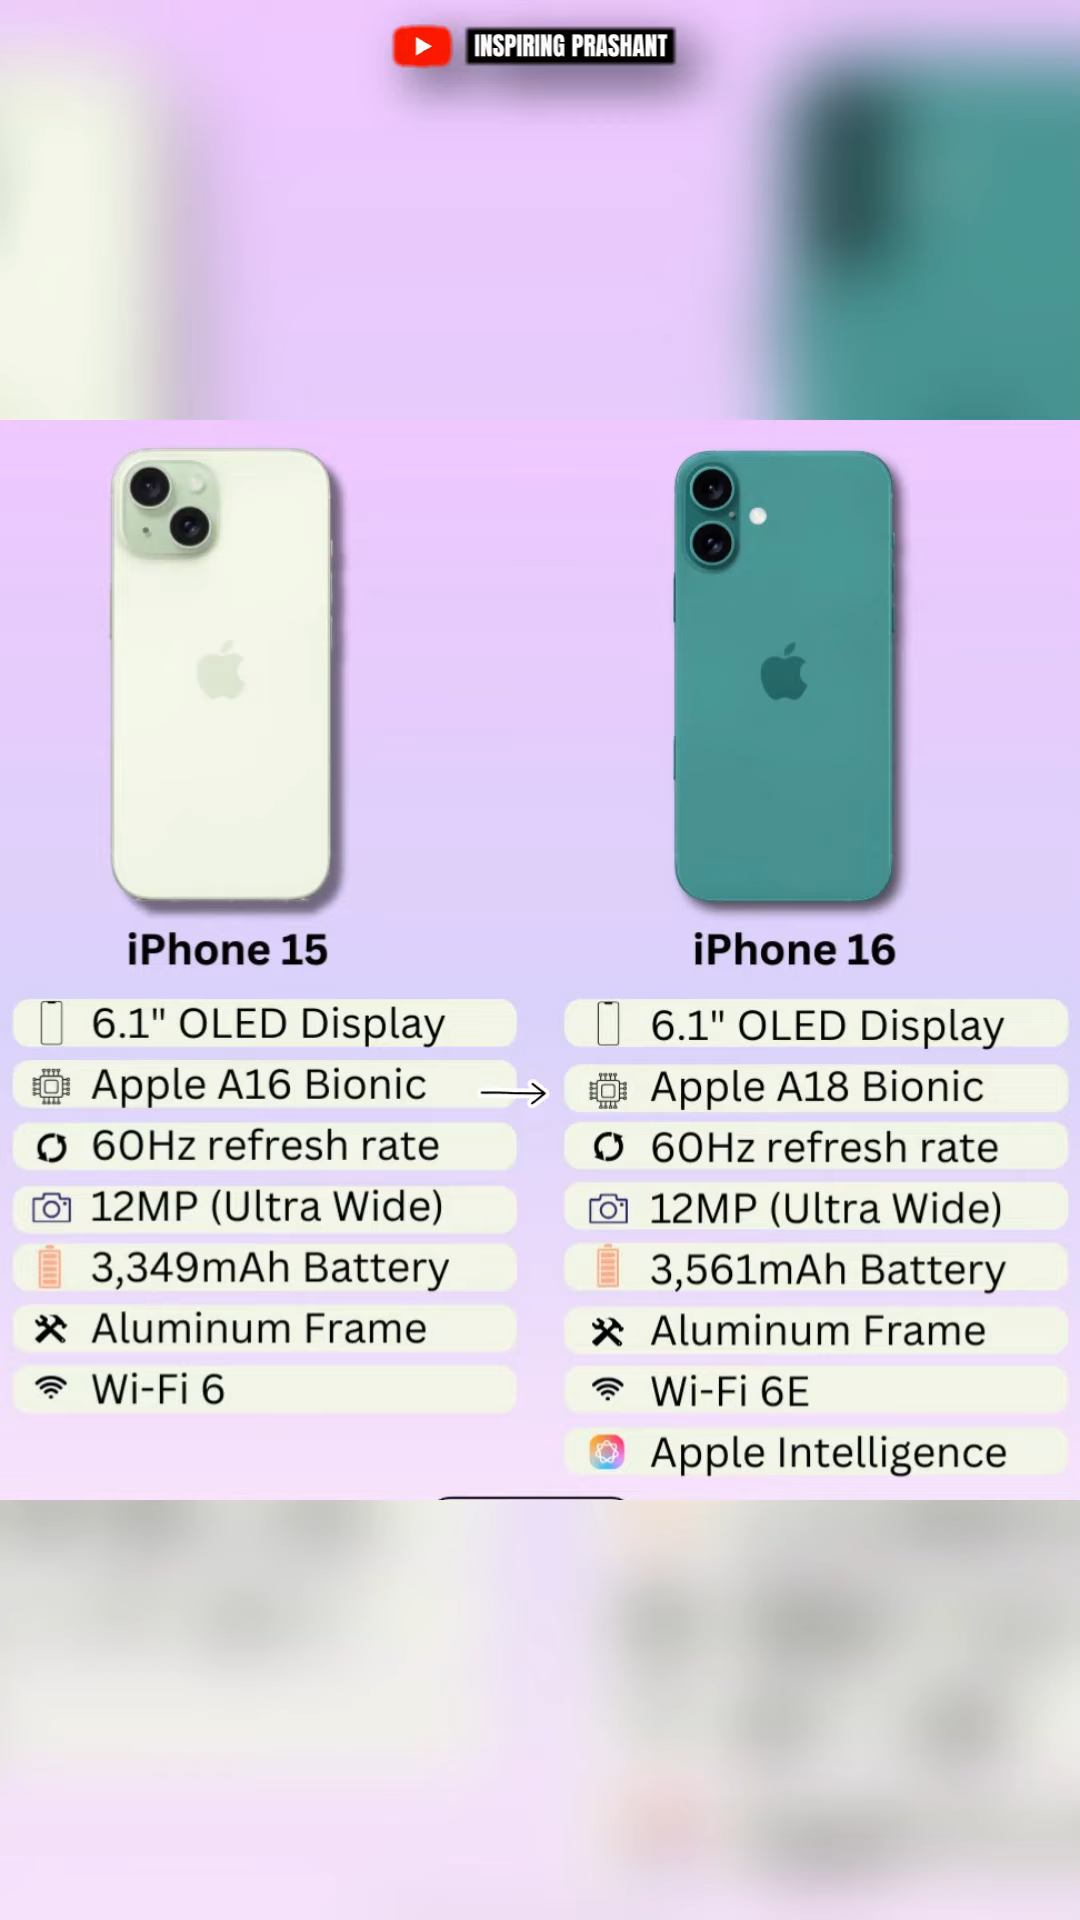 INSPIRING PRASHANT
iPhone 15
6.1" OLED Display
Apple A16 Bionic
60Hz refresh rate
12MP (Ultra Wide)
3,349mAh Battery
Aluminum Frame
Wi-Fi 6
iPhone 16
6.1" OLED Display
Apple A18 Bionic
60Hz refresh rate
12MP (Ultra Wide)
3,561mAh Battery
Aluminum Frame
Wi-Fi 6E
Apple Intelligence